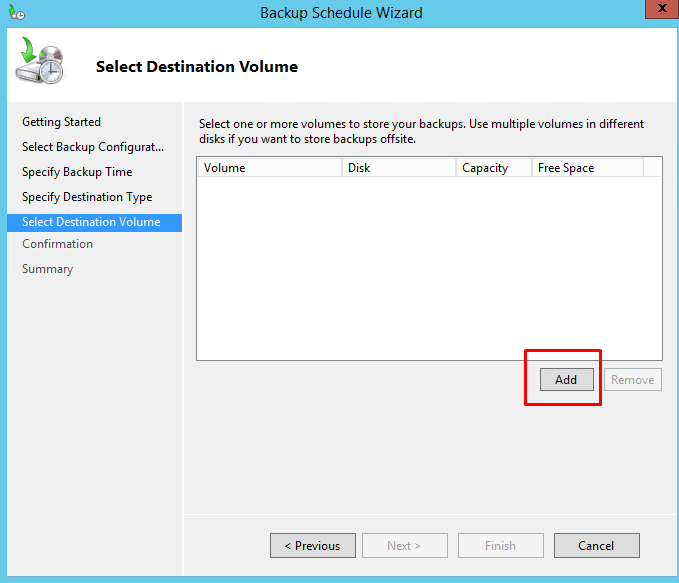 Backup Schedule Wizard
x
Select Destination Volume
Getting Started
Select Backup Configurat...
Specify Backup Time
Specify Destination Type
Select Destination Volume
Confirmation
Summary
Select one or more volumes to store your backups. Use multiple volumes in different
disks if you want to store backups offsite.
Volume Disk Capacity Free Space
Add Remove
< Previous Next > Finish Cancel